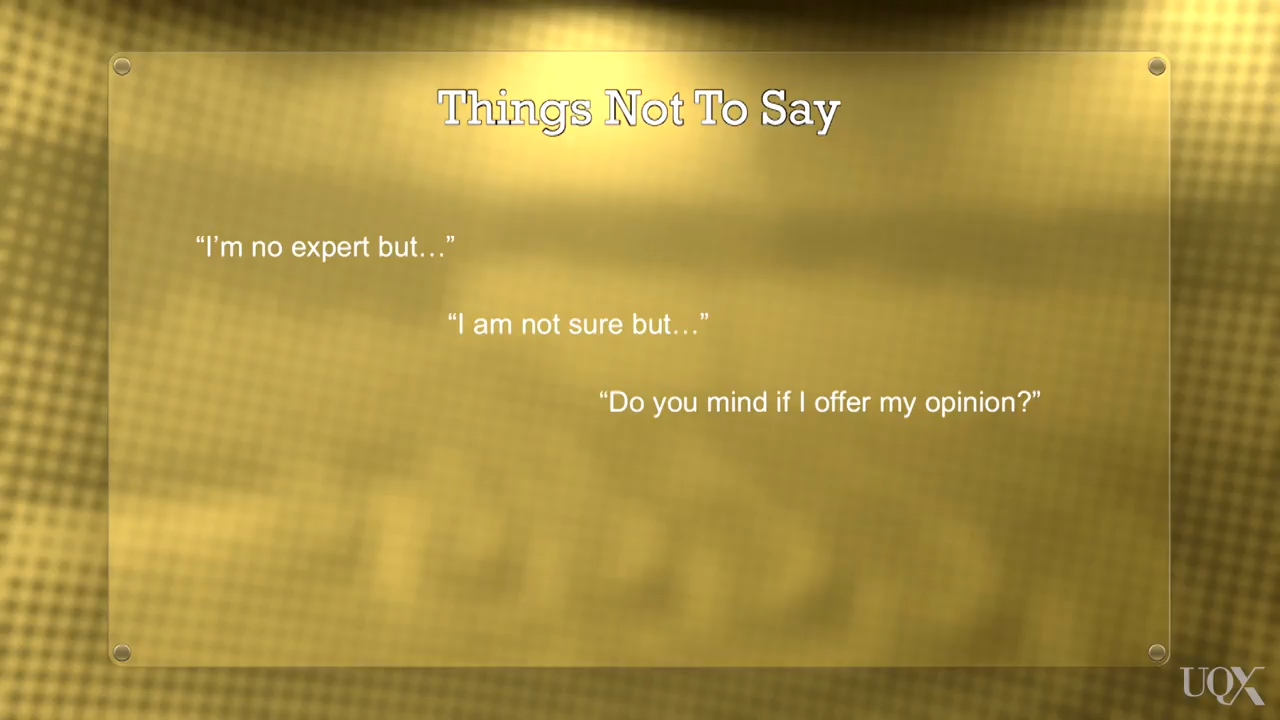 Things Not To Say
“I’m no expert but…”
“I am not sure but…”
“Do you mind if I offer my opinion?”
UQX